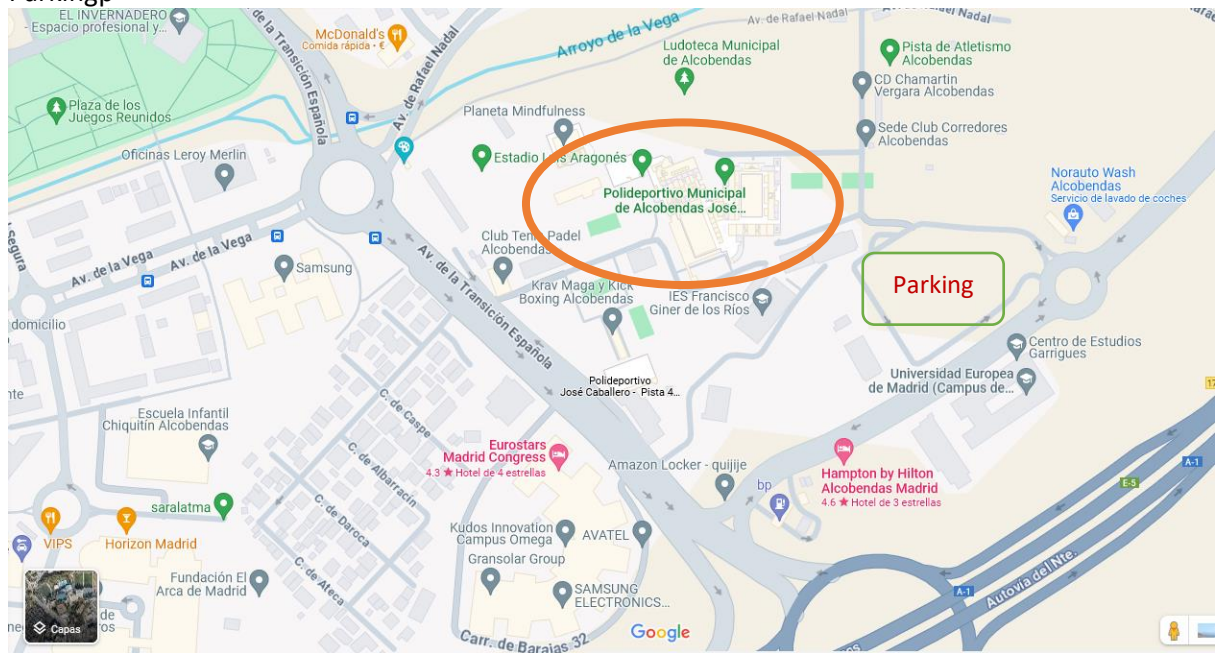 Parkingp
EL INVERNADERO
- Espacio profesional y...
McDonald's
Comida rápida · €
Av. de la Transición Española
Av. de Rafael Nadal
Arroyo de la Vega
Av. de Rafael Nadal
Nadal
Ludoteca Municipal
de Alcobendas
Pista de Atletismo
Alcobendas
CD Chamartin
Vergara Alcobendas
Plaza de los
Juegos Reunidos
Planeta Mindfulness
Sede Club Corredores
Alcobendas
Oficinas Leroy Merlin
Estadio Luis Aragonés
Polideportivo Municipal
de Alcobendas José...
Norauto Wash
Alcobendas
Servicio de lavado de coches
Segura
Av. de la Vega
Av. de la Vega
Samsung
Club Tenis Padel
Alcobendas
Av. de la Transición Española
Krav Maga y Kick
Boxing Alcobendas
IES Francisco
Giner de los Ríos
Parking
domicilio
Centro de Estudios
Garrigues
Universidad Europea
de Madrid (Campus de...
Polideportivo
José Caballero - Pista 4...
nte
17
Escuela Infantil
Chiquitín Alcobendas
C. de Caspe
C. de Albarracín
C. de Daroca
C. de Ateca
Eurostars
Madrid Congress
4.3 ★ Hotel de 4 estrellas
Amazon Locker - quijije
bp
Hampton by Hilton
Alcobendas Madrid
4.6 ★ Hotel de 3 estrellas
A-1
E-5
saralatma
VIPS
Horizon Madrid
Kudos Innovation
Campus Omega
AVATEL
Gransolar Group
Fundación El
Arca de Madrid
SAMSUNG
ELECTRONICS...
A-1
Autovía del Nte.
Capas
Carr. de Barajas 32
Google